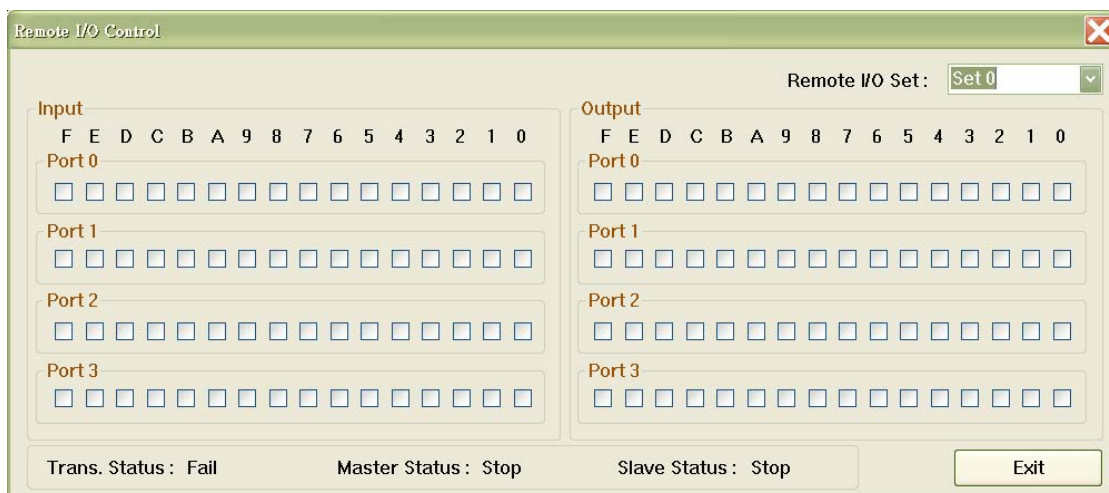 Remote I/O Control
Remote I/O Set : Set 0
Input
F E D C B A 9 8 7 6 5 4 3 2 1 0
Port 0
Port 1
Port 2
Port 3
Output
F E D C B A 9 8 7 6 5 4 3 2 1 0
Port 0
Port 1
Port 2
Port 3
Trans. Status : Fail Master Status : Stop Slave Status : Stop
Exit